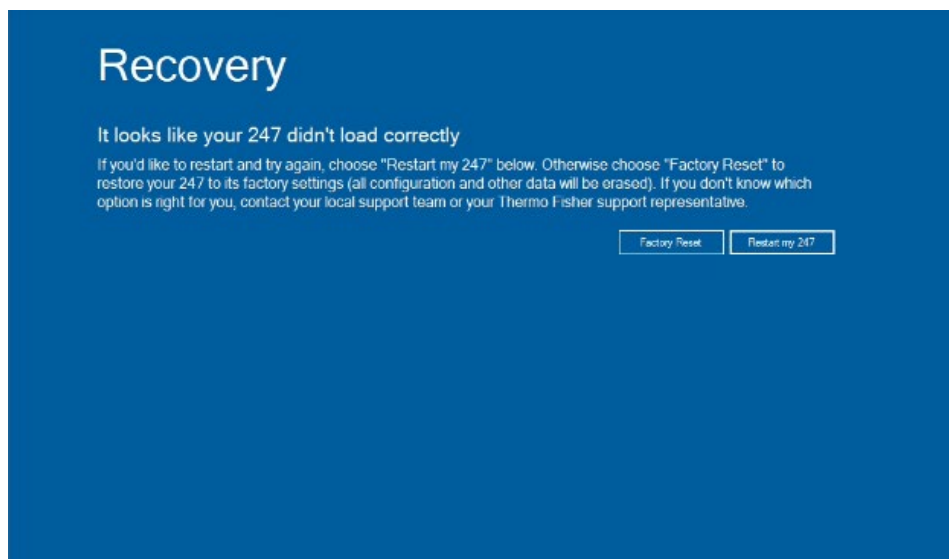 Recovery
It looks like your 247 didn't load correctly
If you'd like to restart and try again, choose "Restart my 247" below. Otherwise choose "Factory Reset" to
restore your 247 to its factory settings (all configuration and other data will be erased). If you don't know which
option is right for you, contact your local support team or your Thermo Fisher support representative.
Factory Reset Restart my 247